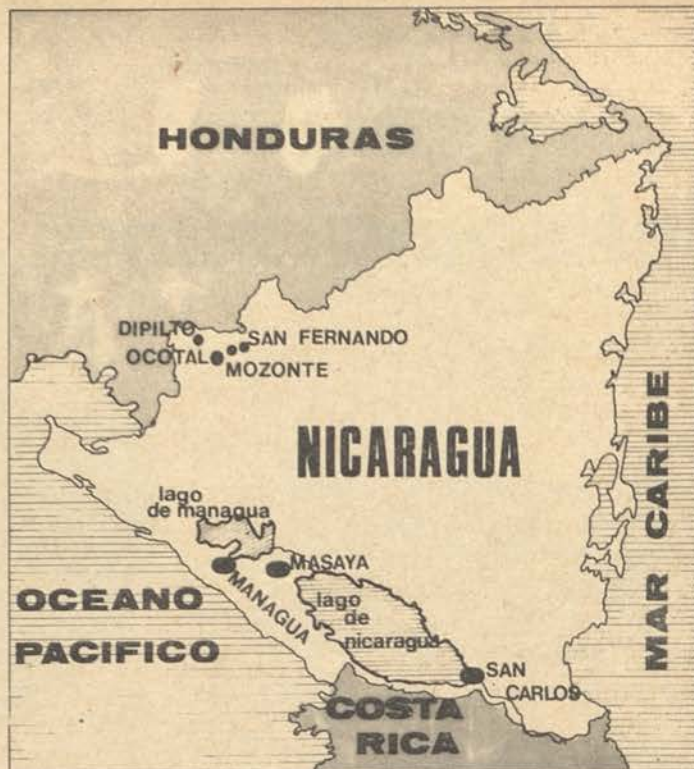 HONDURAS
DIPILTO
SAN FERNANDO
OCOTAL
MOZONTE
NICARAGUA
MAR CARIBE
lago
de managua
MASAYA
MANAGUA
OCEANO
PACIFICO
lago
de
nicaragua
SAN
CARLOS
COSTA
RICA